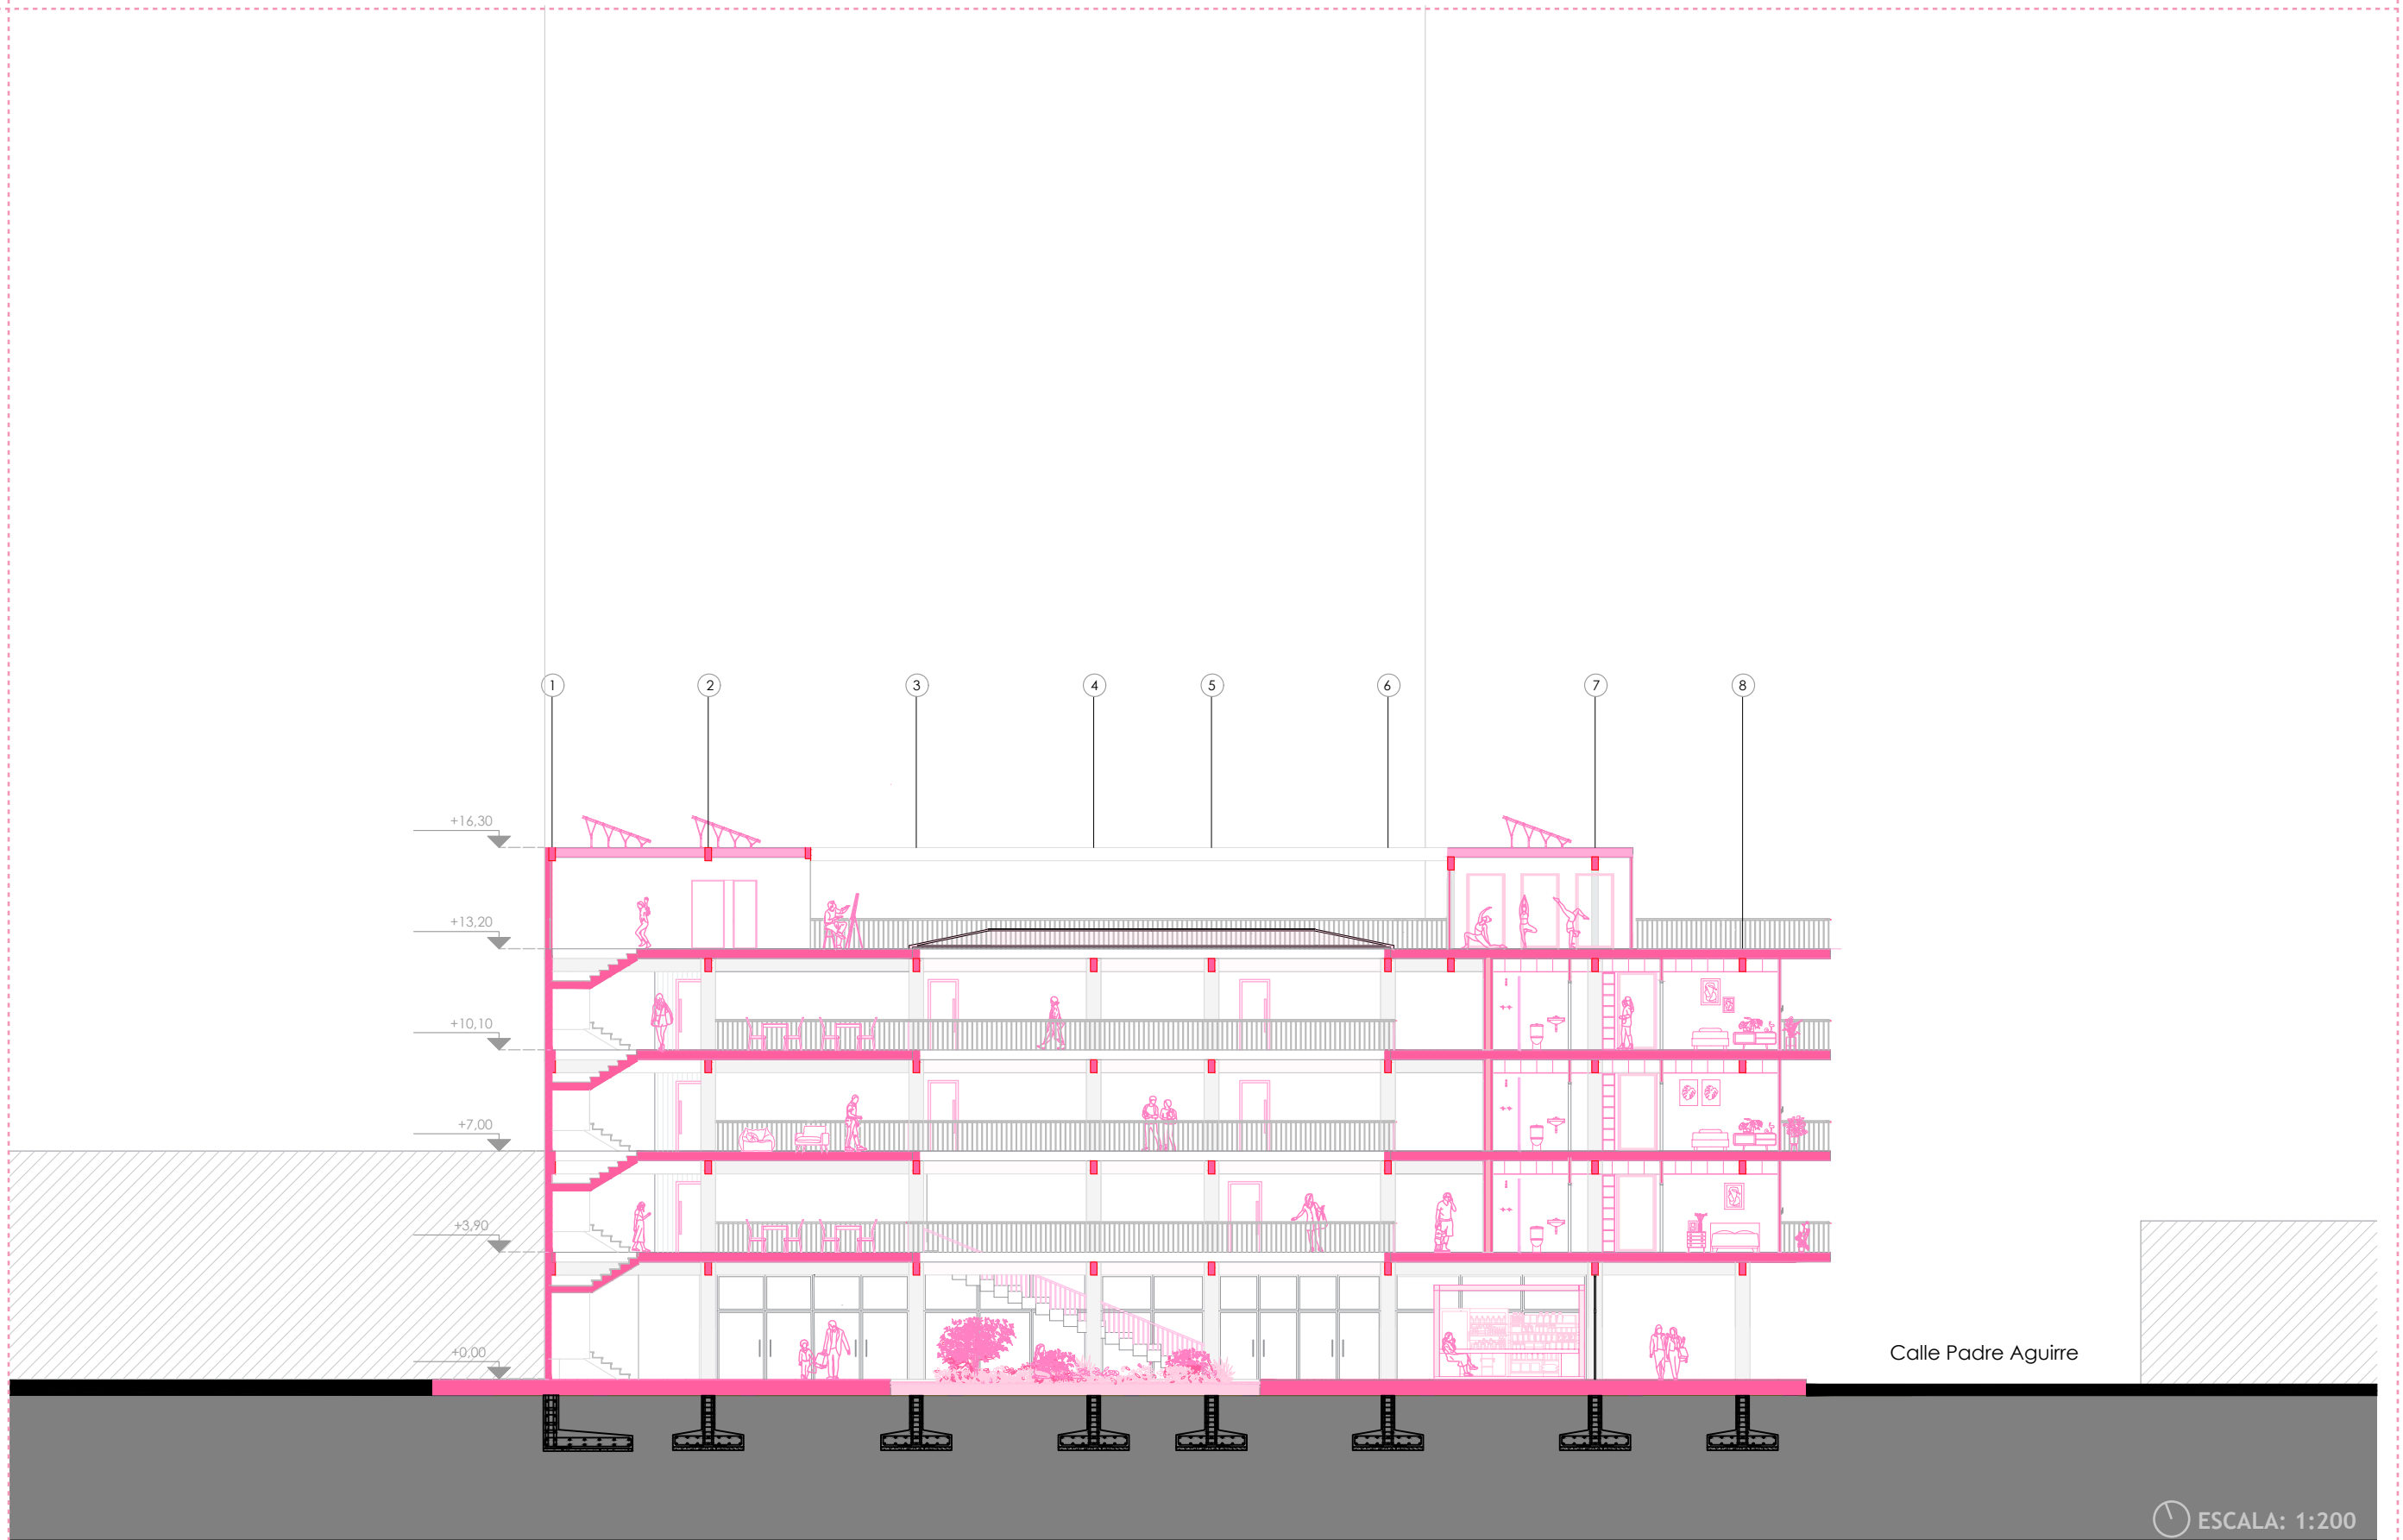 1 2 3 4 5 6 7 8
+16,30
+13,20
+10,10
+7,00
+3,90
+0,00
Calle Padre Aguirre
ESCALA: 1:200